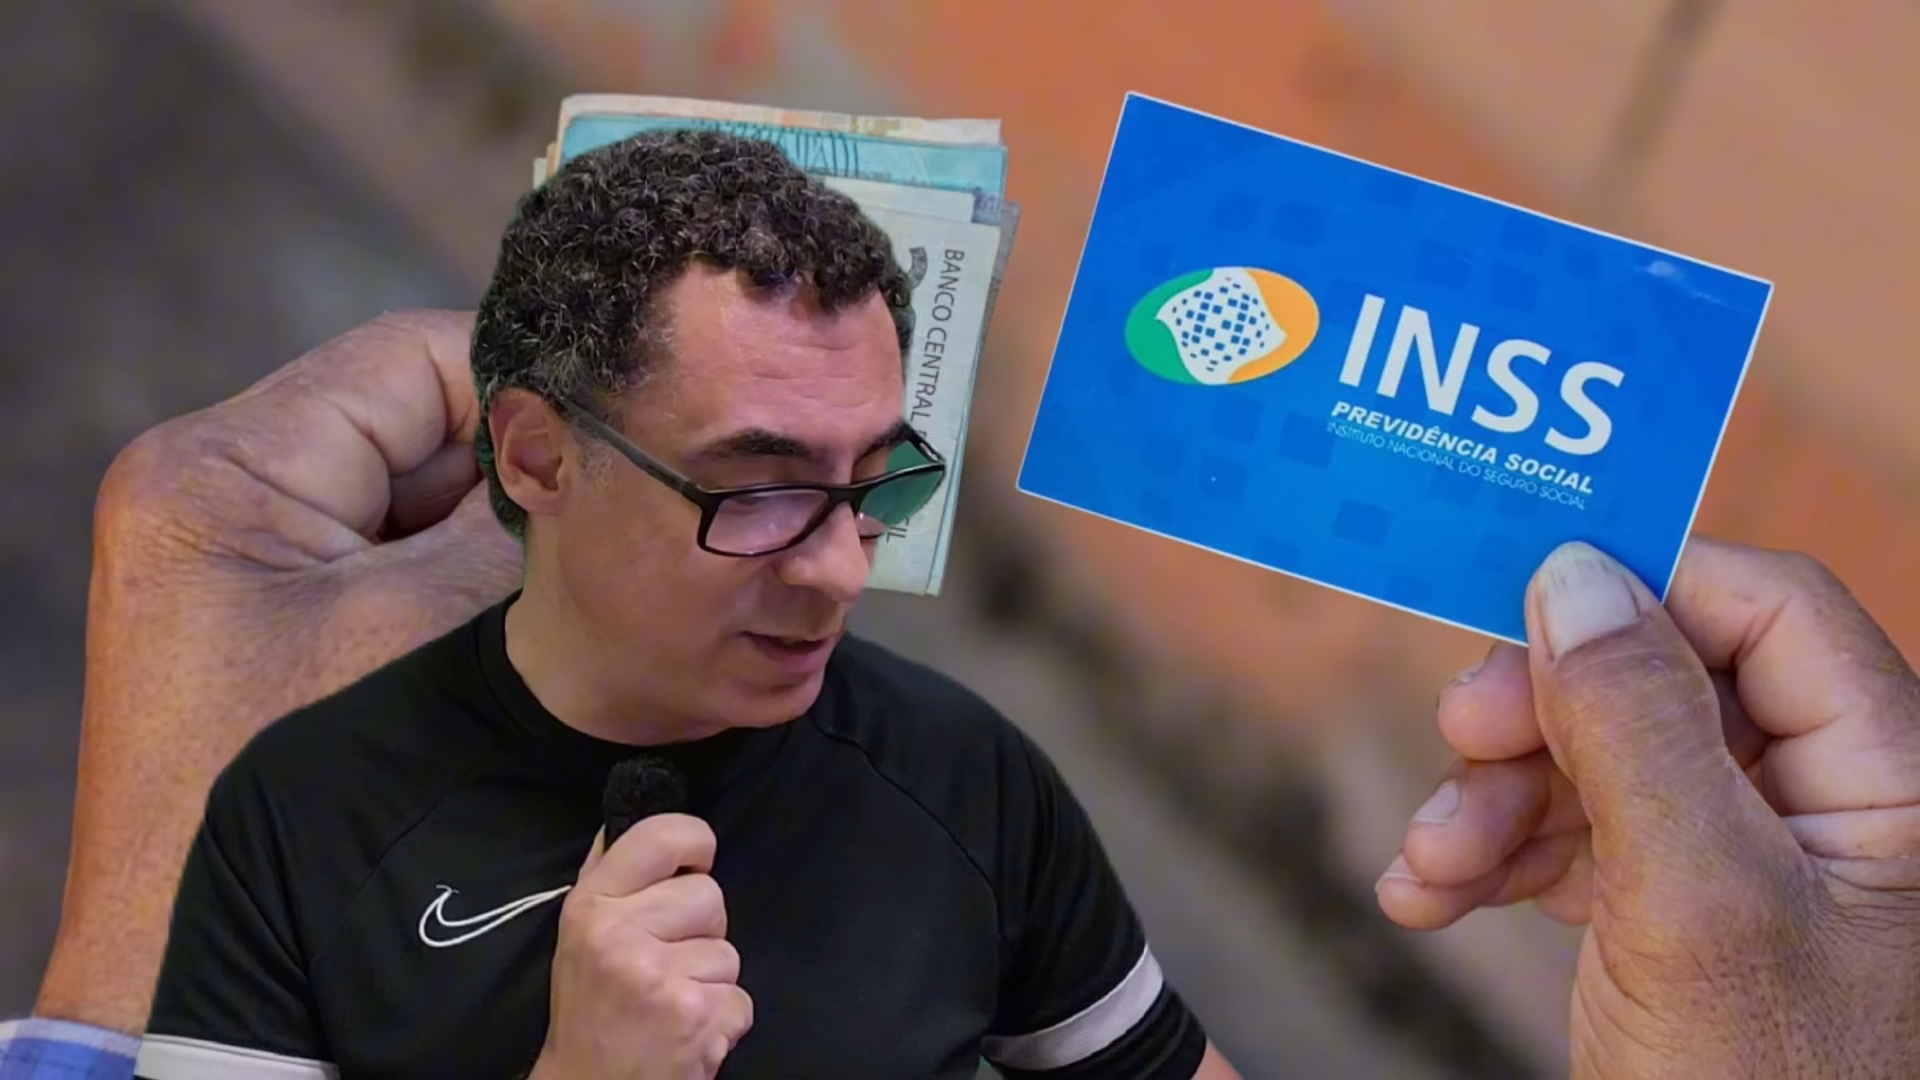 BANCO CENTRAL
INSS
PREVIDÊNCIA SOCIAL
INSTITUTO NACIONAL DO SEGURO SOCIAL